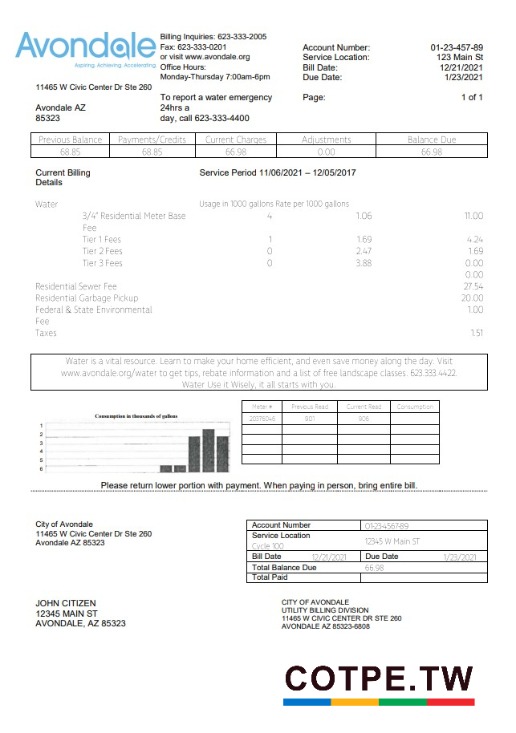 Avondale
Aspiring. Achieving. Accelerating.
11465 W Civic Center Dr Ste 260
Avondale AZ
85323
Billing Inquiries: 623-333-2005
Fax: 623-333-0201
or visit www.avondale.org
Office Hours:
Monday-Thursday 7:00am-6pm
To report a water emergency
24hrs a
day, call 623-333-4400
Account Number: 01-23-457-89
Service Location: 123 Main St
Bill Date: 12/21/2021
Due Date: 1/23/2021
Page: 1 of 1
Previous Balance Payments/Credits Current Charges Adjustments Balance Due
68.85 68.85 66.98 0.00 66.98
Current Billing
Details
Service Period 11/06/2021 – 12/05/2017
Water Usage in 1000 gallons Rate per 1000 gallons
3/4" Residential Meter Base
Fee
4 1.06 11.00
Tier 1 Fees 1 1.69 4.24
Tier 2 Fees 0 2.47 1.69
Tier 3 Fees 0 3.88 0.00
0.00
Residential Sewer Fee 27.54
Residential Garbage Pickup 20.00
Federal & State Environmental
Fee
1.00
Taxes 1.51
Water is a vital resource. Learn to make your home efficient, and even save money along the day. Visit
www.avondale.org/water to get tips, rebate information and a list of free landscape classes. 623.333.4422.
Water Use it Wisely, it all starts with you.
Consumption in thousands of gallons
1
2
3
4
5
6
Meter # Previous Read Current Read Consumption
20376046 901 906
Please return lower portion with payment. When paying in person, bring entire bill.
City of Avondale
11465 W Civic Center Dr Ste 260
Avondale AZ 85323
Account Number 01-23-4567-89
Service Location 12345 W Main ST
Cycle 100
Bill Date 12/21/2021 Due Date 1/23/2021
Total Balance Due 66.98
Total Paid
JOHN CITIZEN
12345 MAIN ST
AVONDALE, AZ 85323
CITY OF AVONDALE
UTILITY BILLING DIVISION
11465 W CIVIC CENTER DR STE 260
AVONDALE AZ 85323-6808
COTPE.TW